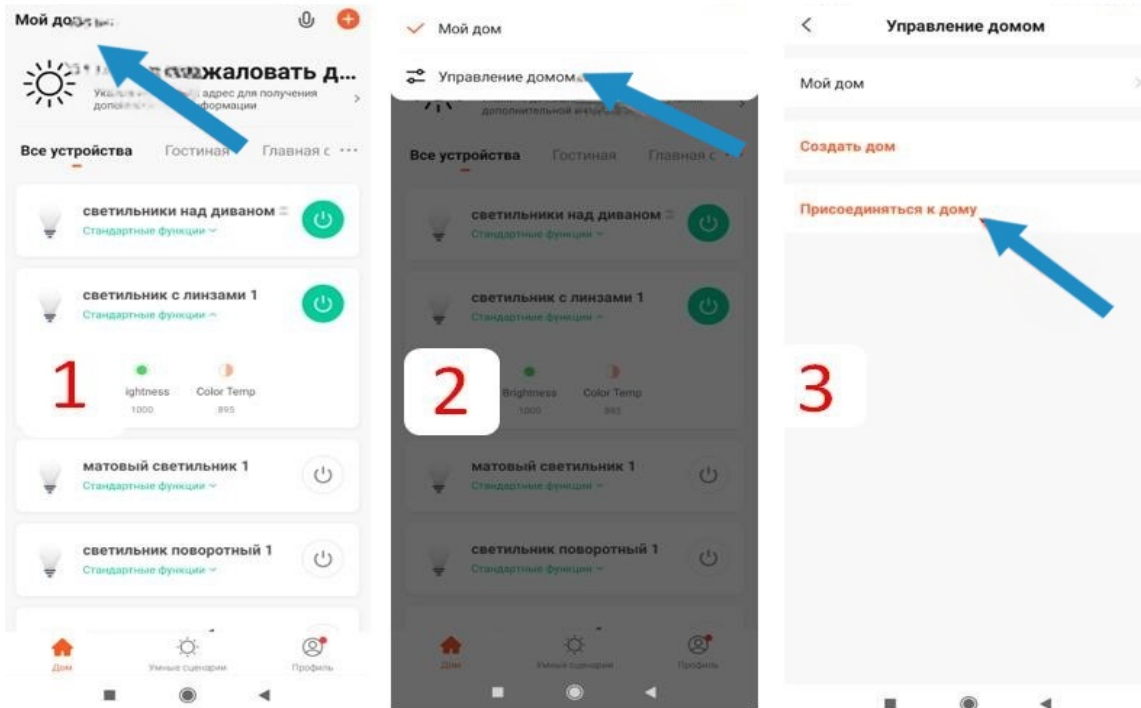 Мой до
жаловать д...
адрес для получения
формации
Все устройства Гостиная Главная с ...
светильники над диваном
Стандартные функции
светильник с линзами 1
Стандартные функции
1
ightness Color Temp
1000 895
матовый светильник 1
Стандартные функции
светильник поворотный 1
Стандартные функции
Дом Умные сценарии Профиль
Мой дом
Управление домом
дополнительной
Все устройства Гостиная Главная с
светильники над диваном
Стандартные функции
светильник с линзами 1
Стандартные функции
2
Brightness Color Temp
1000 895
матовый светильник 1
Стандартные функции
светильник поворотный 1
Стандартные функции
Дом Умные сценарии Профиль
Управление домом
Мой дом
Создать дом
Присоединяться к дому
3